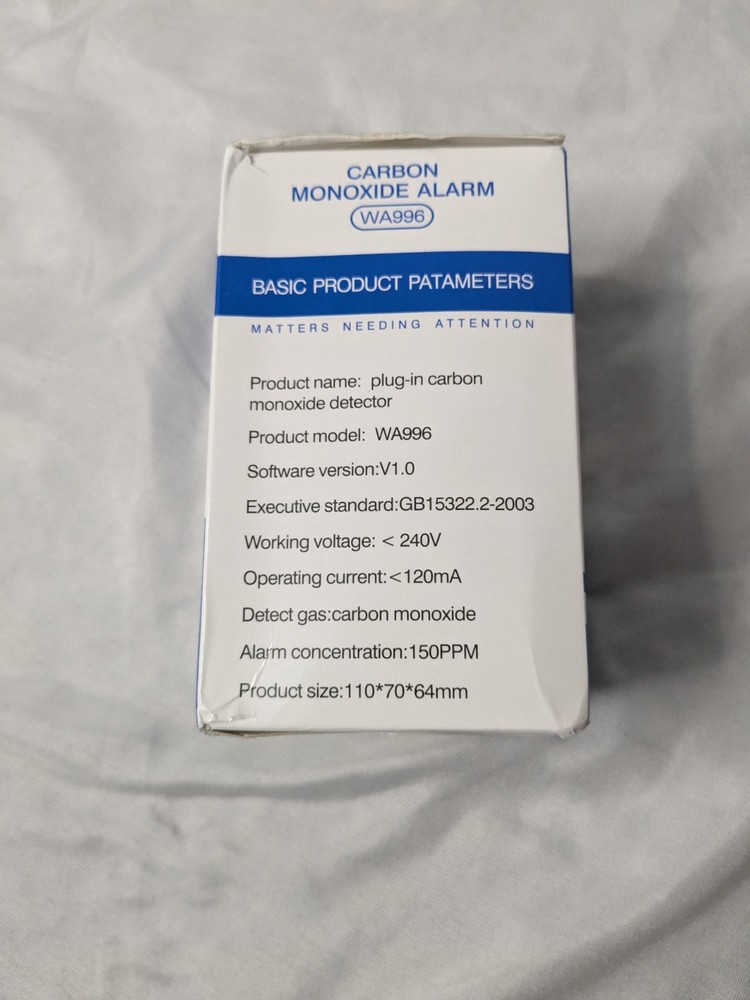 CARBON
MONOXIDE ALARM
WA996
BASIC PRODUCT PATAMETERS
MATTERS NEEDING ATTENTION
Product name: plug-in carbon
monoxide detector
Product model: WA996
Software version:V1.0
Executive standard:GB15322.2-2003
Working voltage: < 240V
Operating current:<120mA
Detect gas:carbon monoxide
Alarm concentration:150PPM
Product size:110*70*64mm